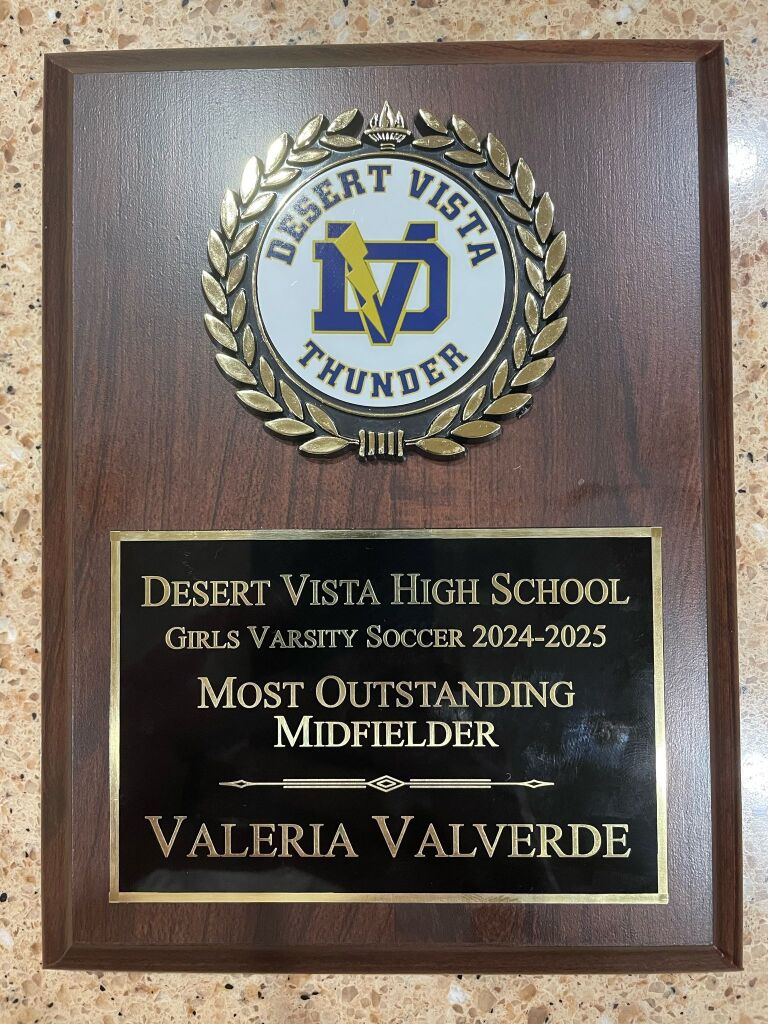 DESERT VISTA
DV
THUNDER
DESERT VISTA HIGH SCHOOL
GIRLS VARSITY SOCCER 2024-2025
MOST OUTSTANDING
MIDFIELDER
VALERIA VALVERDE